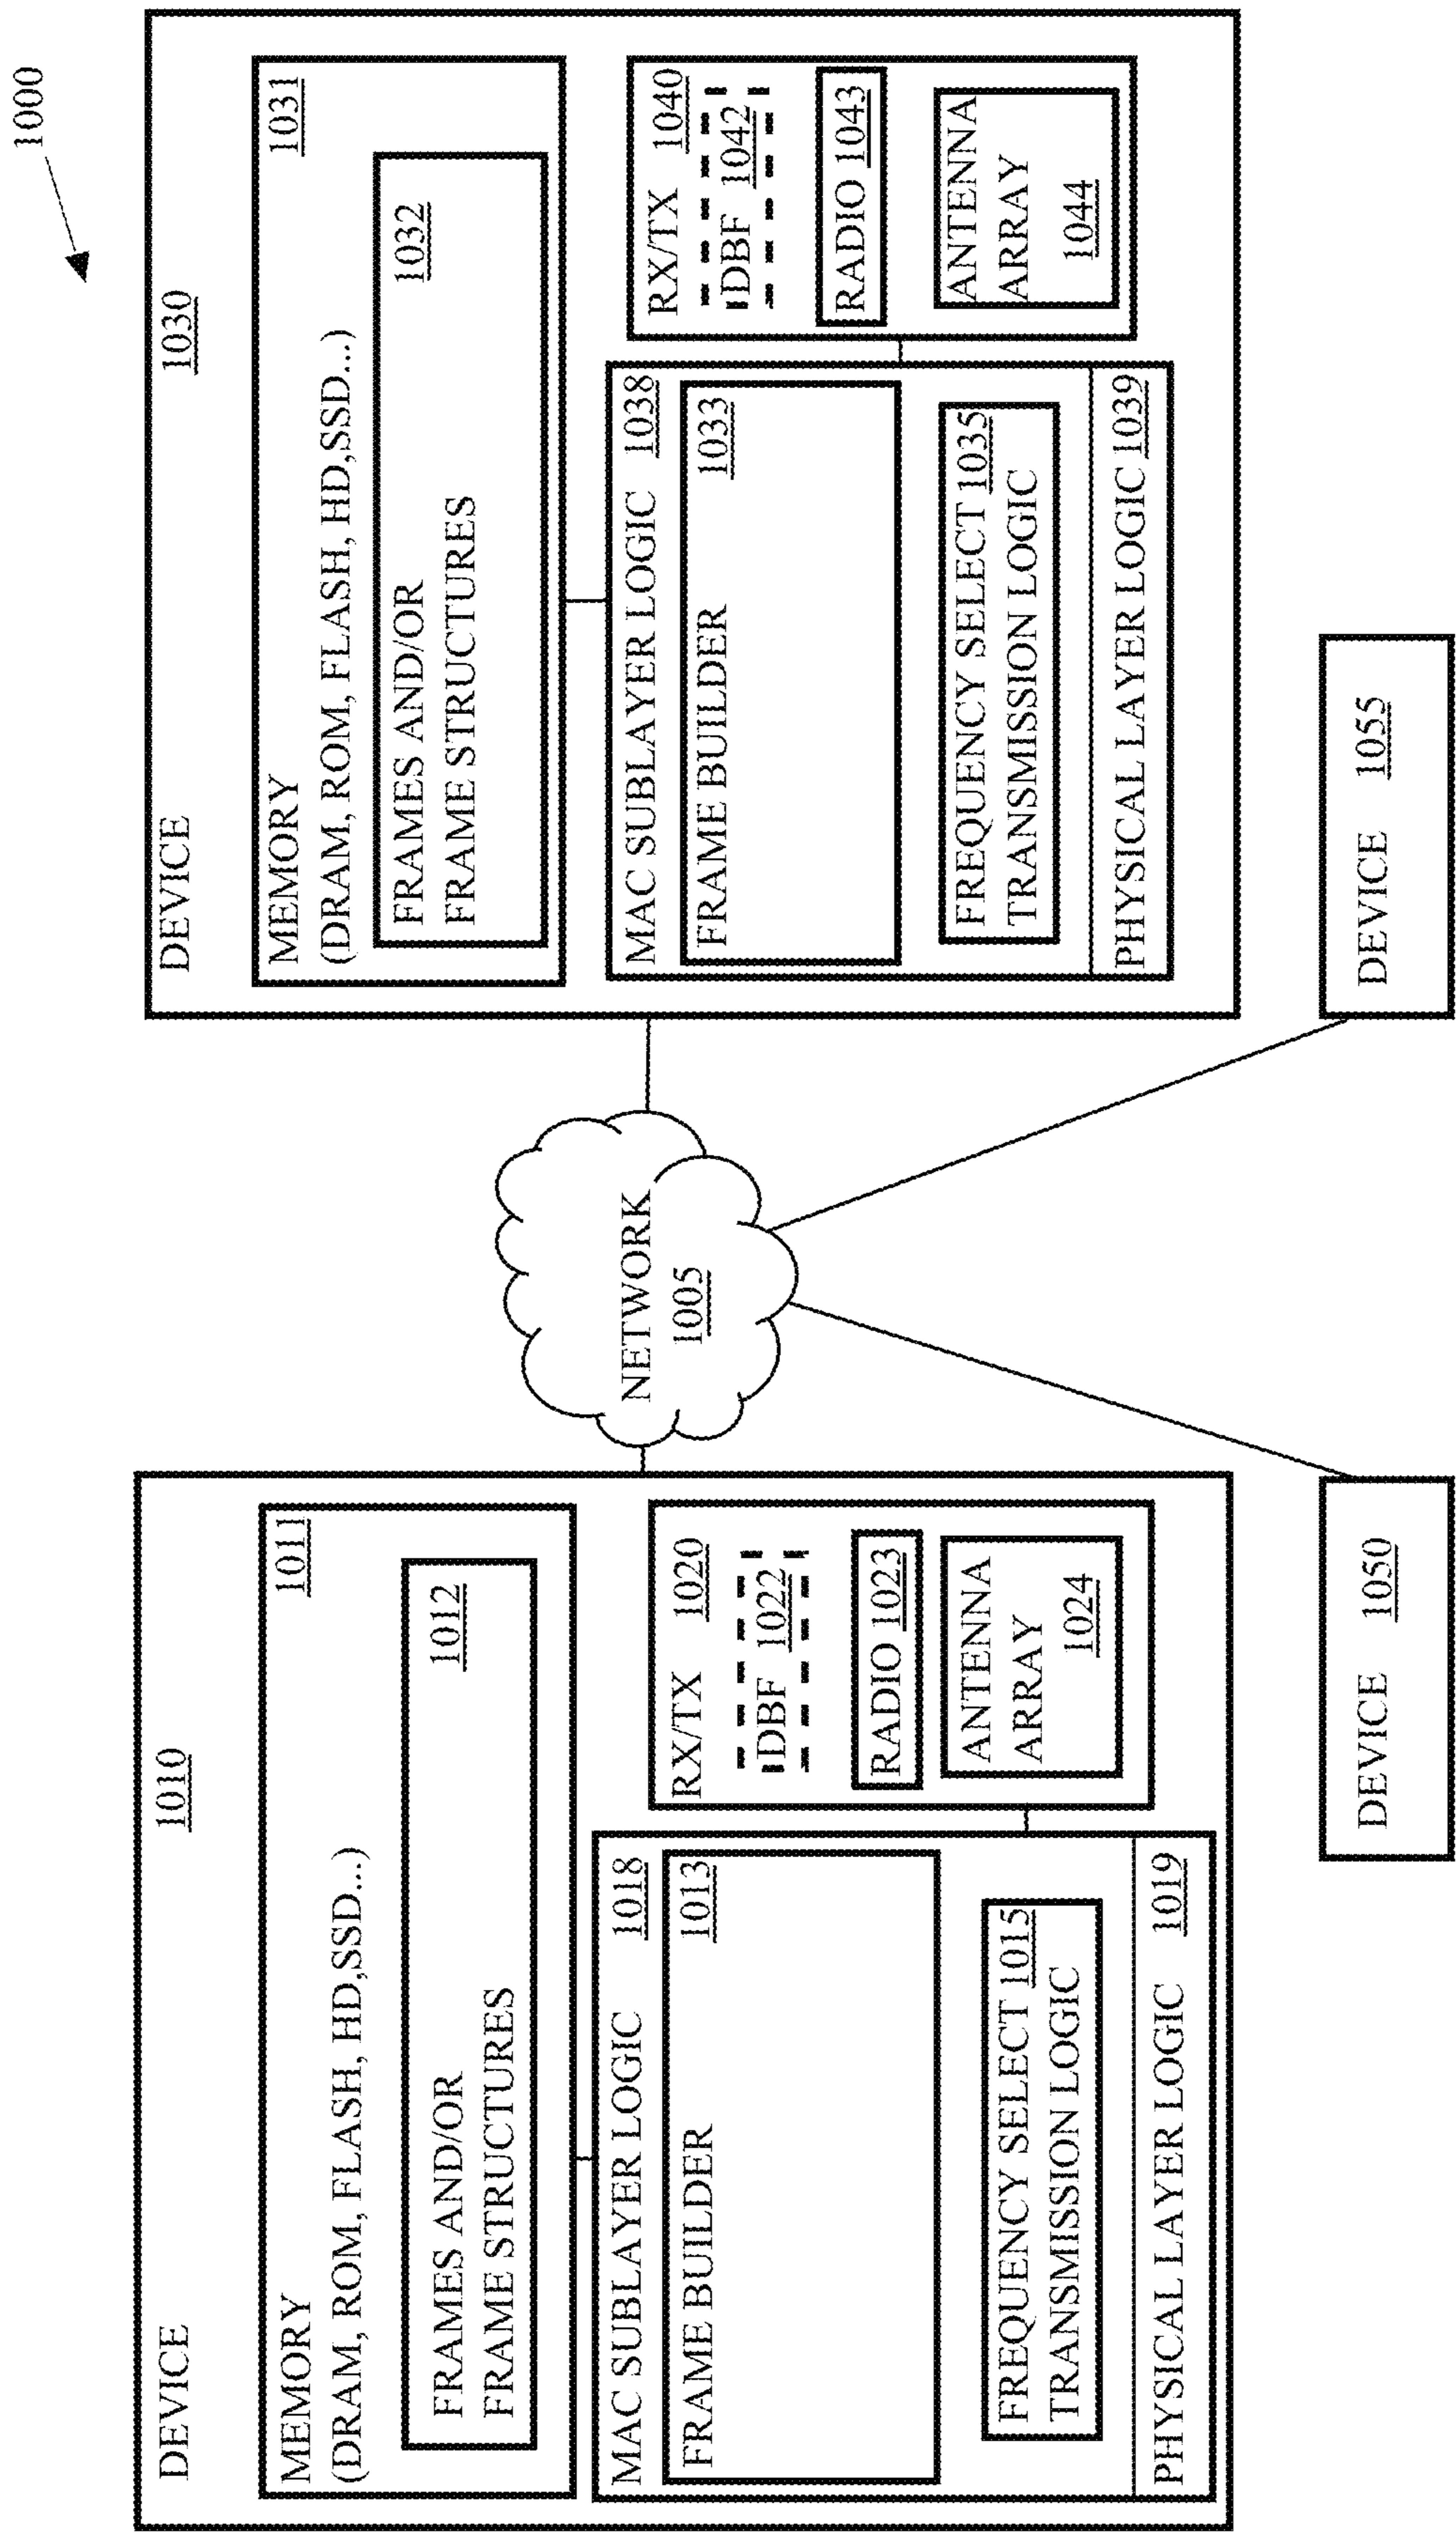 1000
DEVICE 1010
MEMORY 1011
(DRAM, ROM, FLASH, HD,SSD...)
FRAMES AND/OR 1012
FRAME STRUCTURES
MAC SUBLAYER LOGIC 1018
FRAME BUILDER 1013
FREQUENCY SELECT 1015
TRANSMISSION LOGIC
PHYSICAL LAYER LOGIC 1019
RX/TX 1020
DBF 1022
RADIO 1023
ANTENNA
ARRAY
1024
NETWORK
1005
DEVICE 1030
MEMORY 1031
(DRAM, ROM, FLASH, HD,SSD...)
FRAMES AND/OR 1032
FRAME STRUCTURES
MAC SUBLAYER LOGIC 1038
FRAME BUILDER 1033
FREQUENCY SELECT 1035
TRANSMISSION LOGIC
PHYSICAL LAYER LOGIC 1039
RX/TX 1040
DBF 1042
RADIO 1043
ANTENNA
ARRAY
1044
DEVICE 1050
DEVICE 1055